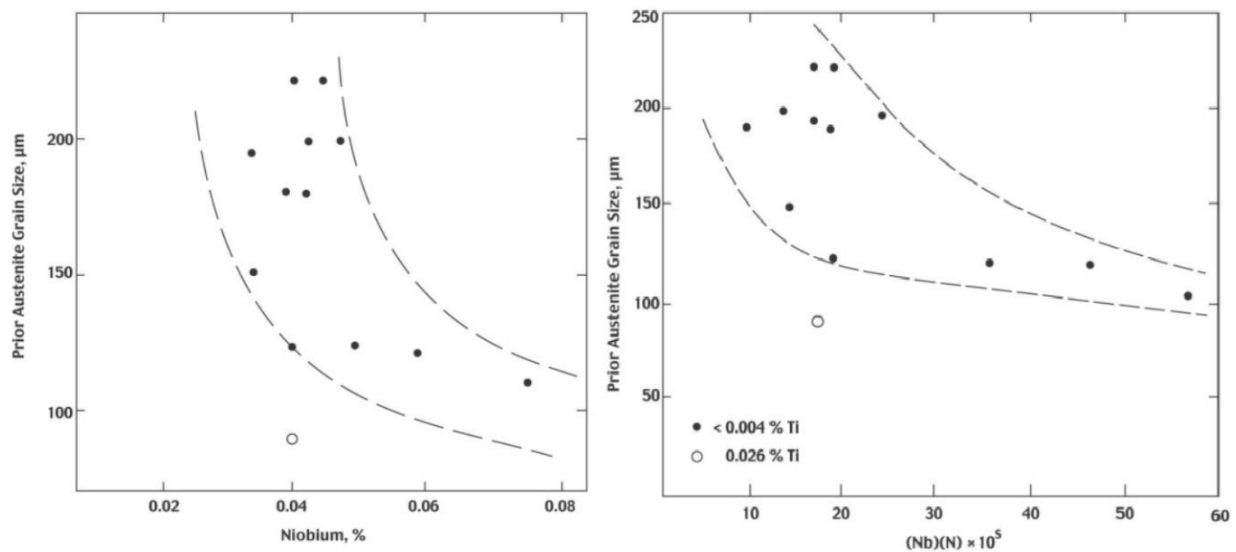 Prior Austenite Grain Size, μm
200
150
100
0.02 0.04 0.06 0.08
Niobium, %
Prior Austenite Grain Size, μm
250
200
150
100
50
< 0.004 % Ti
0.026 % Ti
10 20 30 40 50 60
(Nb)(N) × 10⁵